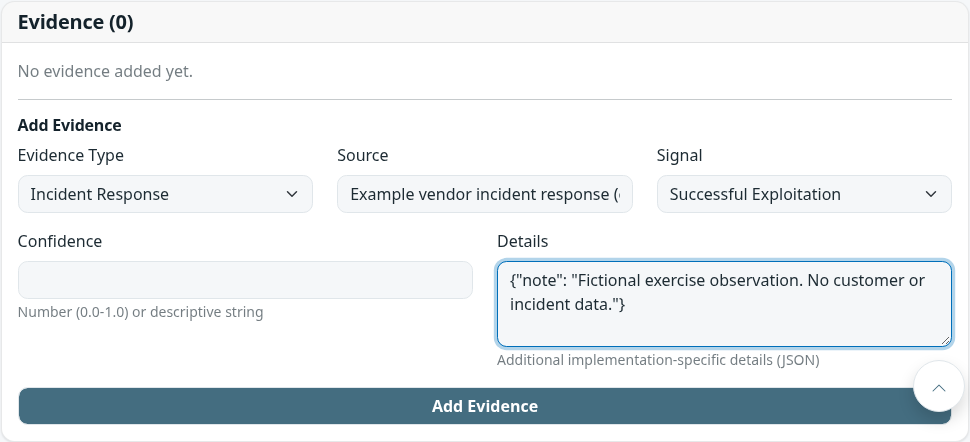 Evidence (0)
No evidence added yet.
Add Evidence
Evidence Type
Source
Signal
Incident Response
Example vendor incident response (
Successful Exploitation
Confidence
Details
{"note": "Fictional exercise observation. No customer or
incident data."}
Number (0.0-1.0) or descriptive string
Additional implementation-specific details (JSON)
Add Evidence